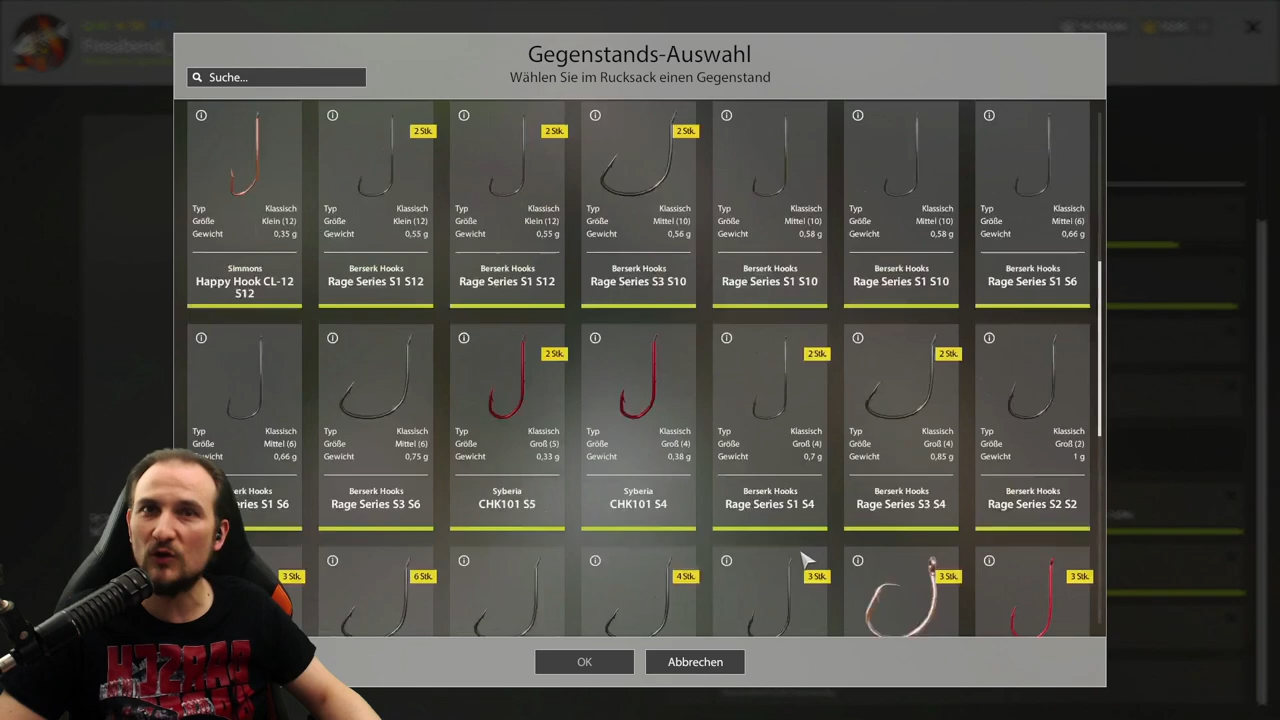 Gegenstands-Auswahl
Suche...
Wählen Sie im Rucksack einen Gegenstand
2 Stk.
2 Stk.
2 Stk.
Typ Klassisch
Größe Klein (12)
Gewicht 0,35 g
Simmons
Happy Hook CL-12
S12
Typ Klassisch
Größe Klein (12)
Gewicht 0,55 g
Berserk Hooks
Rage Series S1 S12
Typ Klassisch
Größe Klein (12)
Gewicht 0,55 g
Berserk Hooks
Rage Series S1 S12
Typ Klassisch
Größe Mittel (10)
Gewicht 0,56 g
Berserk Hooks
Rage Series S3 S10
Typ Klassisch
Größe Mittel (10)
Gewicht 0,58 g
Berserk Hooks
Rage Series S1 S10
Typ Klassisch
Größe Mittel (10)
Gewicht 0,58 g
Berserk Hooks
Rage Series S1 S10
Typ Klassisch
Größe Mittel (6)
Gewicht 0,66 g
Berserk Hooks
Rage Series S1 S6
2 Stk.
2 Stk.
2 Stk.
Typ Klassisch
Größe Mittel (6)
Gewicht 0,66 g
rk Hooks
ries S1 S6
Typ Klassisch
Größe Mittel (6)
Gewicht 0,75 g
Berserk Hooks
Rage Series S3 S6
Typ Klassisch
Größe Groß (5)
Gewicht 0,33 g
Syberia
CHK101 S5
Typ Klassisch
Größe Groß (4)
Gewicht 0,38 g
Syberia
CHK101 S4
Typ Klassisch
Größe Groß (4)
Gewicht 0,7 g
Berserk Hooks
Rage Series S1 S4
Typ Klassisch
Größe Groß (4)
Gewicht 0,85 g
Berserk Hooks
Rage Series S3 S4
Typ Klassisch
Größe Groß (2)
Gewicht 1 g
Berserk Hooks
Rage Series S2 S2
3 Stk.
6 Stk.
4 Stk.
3 Stk.
3 Stk.
3 Stk.
OK
Abbrechen